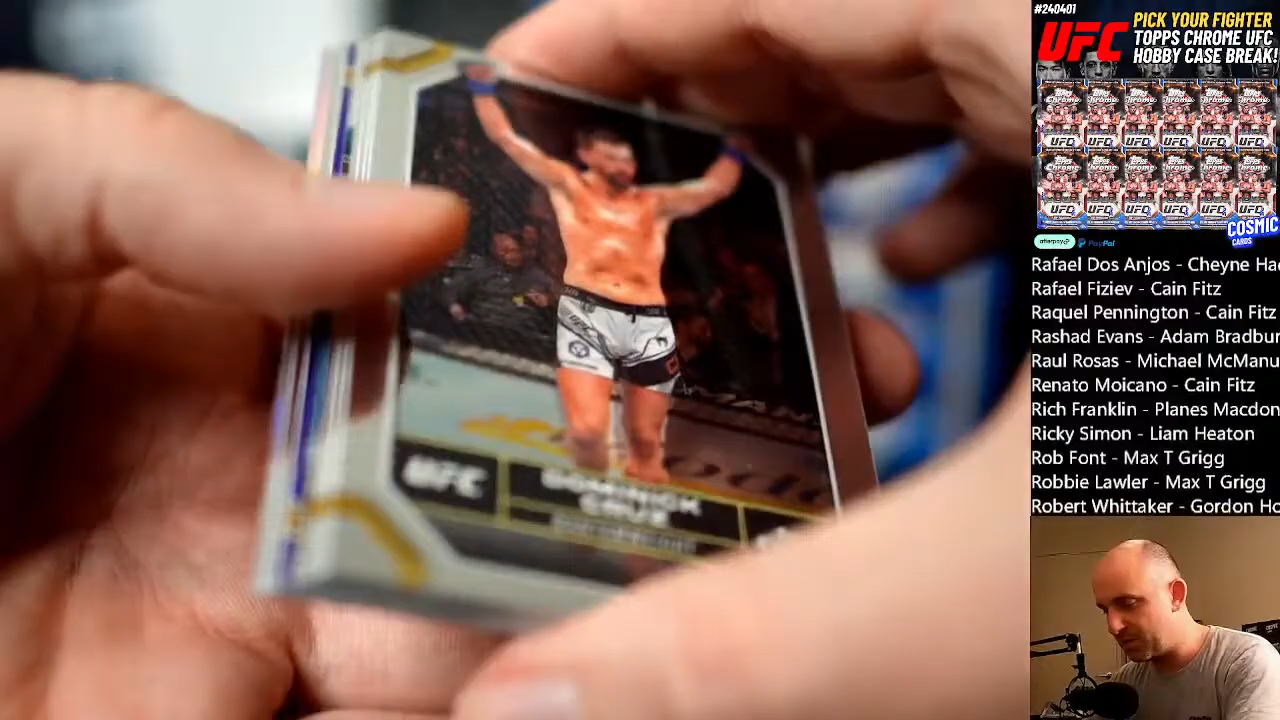 #240401
UFC
PICK YOUR FIGHTER
TOPPS CHROME UFC
HOBBY CASE BREAK!
COSMIC
CARDS
afterpay
PayPal
Rafael Dos Anjos - Cheyne Ha
Rafael Fiziev - Cain Fitz
Raquel Pennington - Cain Fitz
Rashad Evans - Adam Bradbur
Raul Rosas - Michael McManu
Renato Moicano - Cain Fitz
Rich Franklin - Planes Macdon
Ricky Simon - Liam Heaton
Rob Font - Max T Grigg
Robbie Lawler - Max T Grigg
Robert Whittaker - Gordon Ho
UFC
DOMINICK
CRUZ